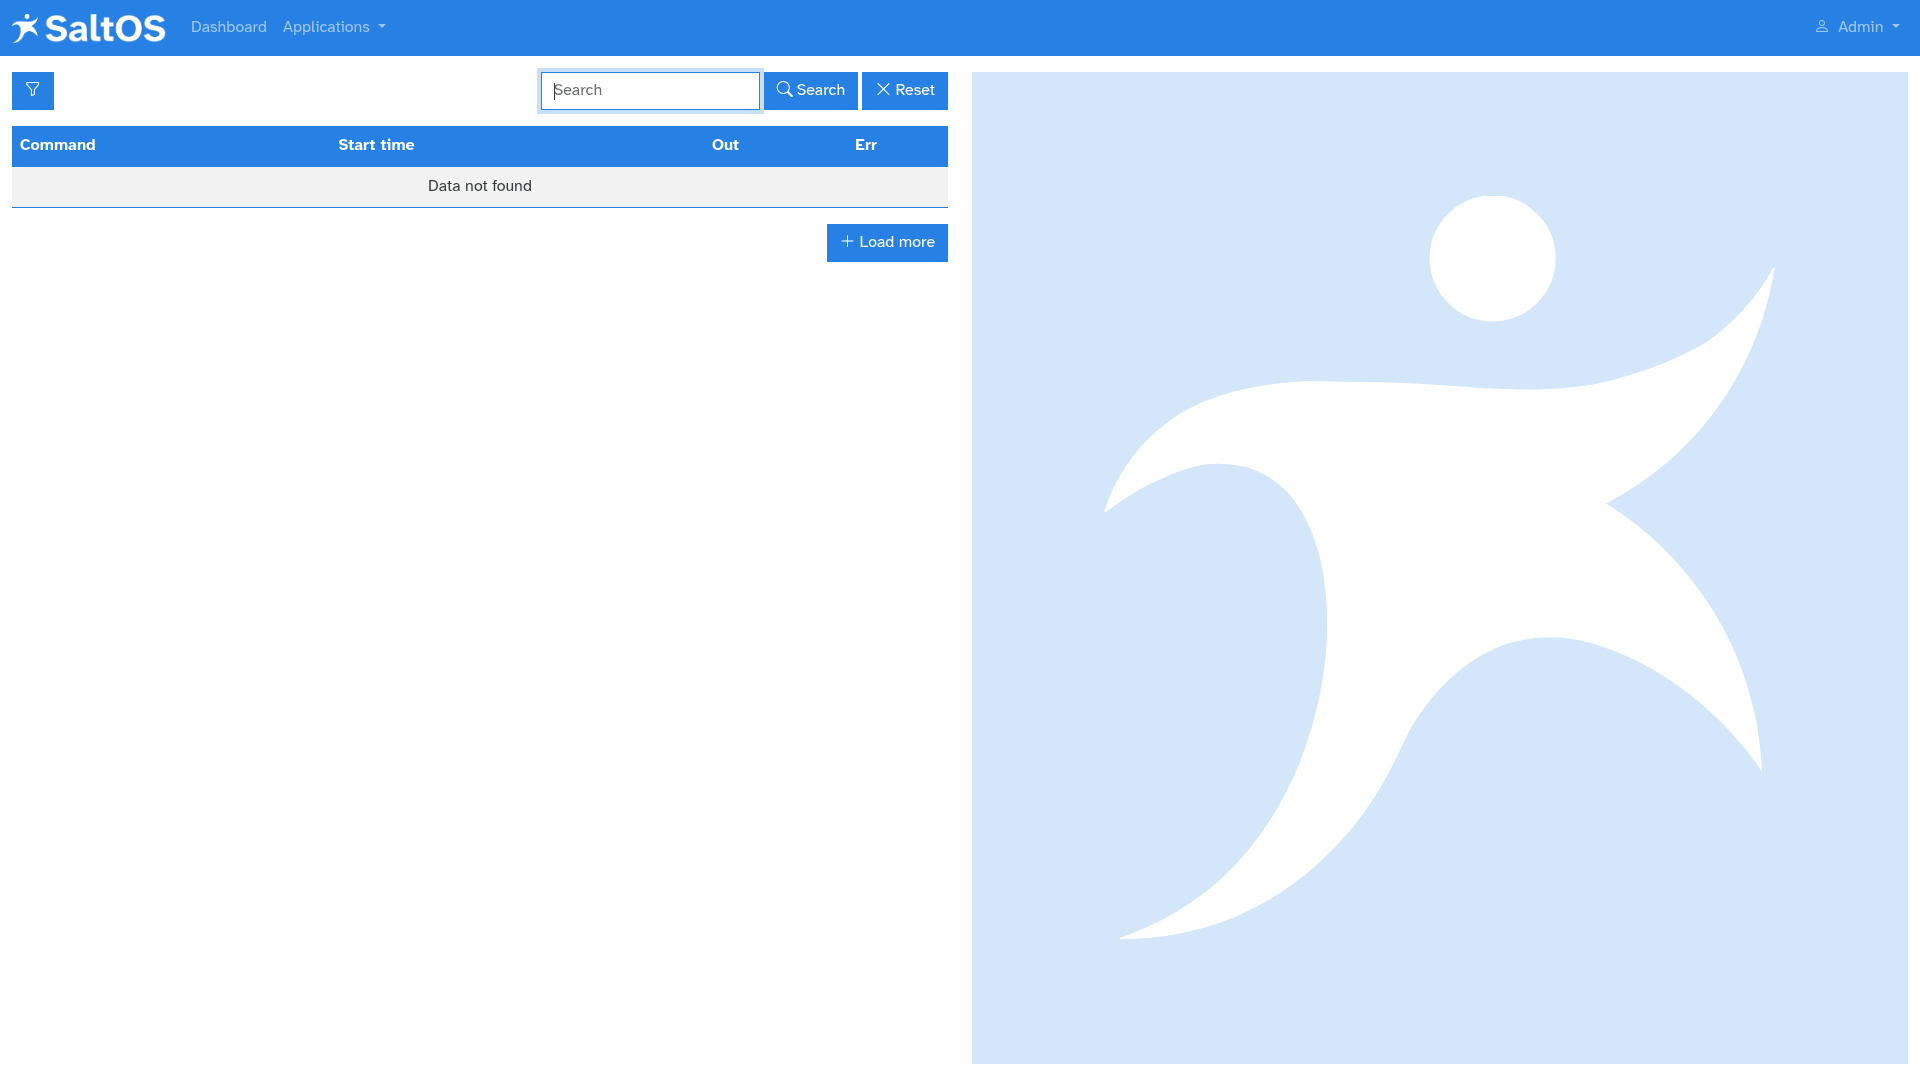 SaltOS Dashboard Applications Admin
Search Search Reset
Command Start time Out Err
Data not found
Load more